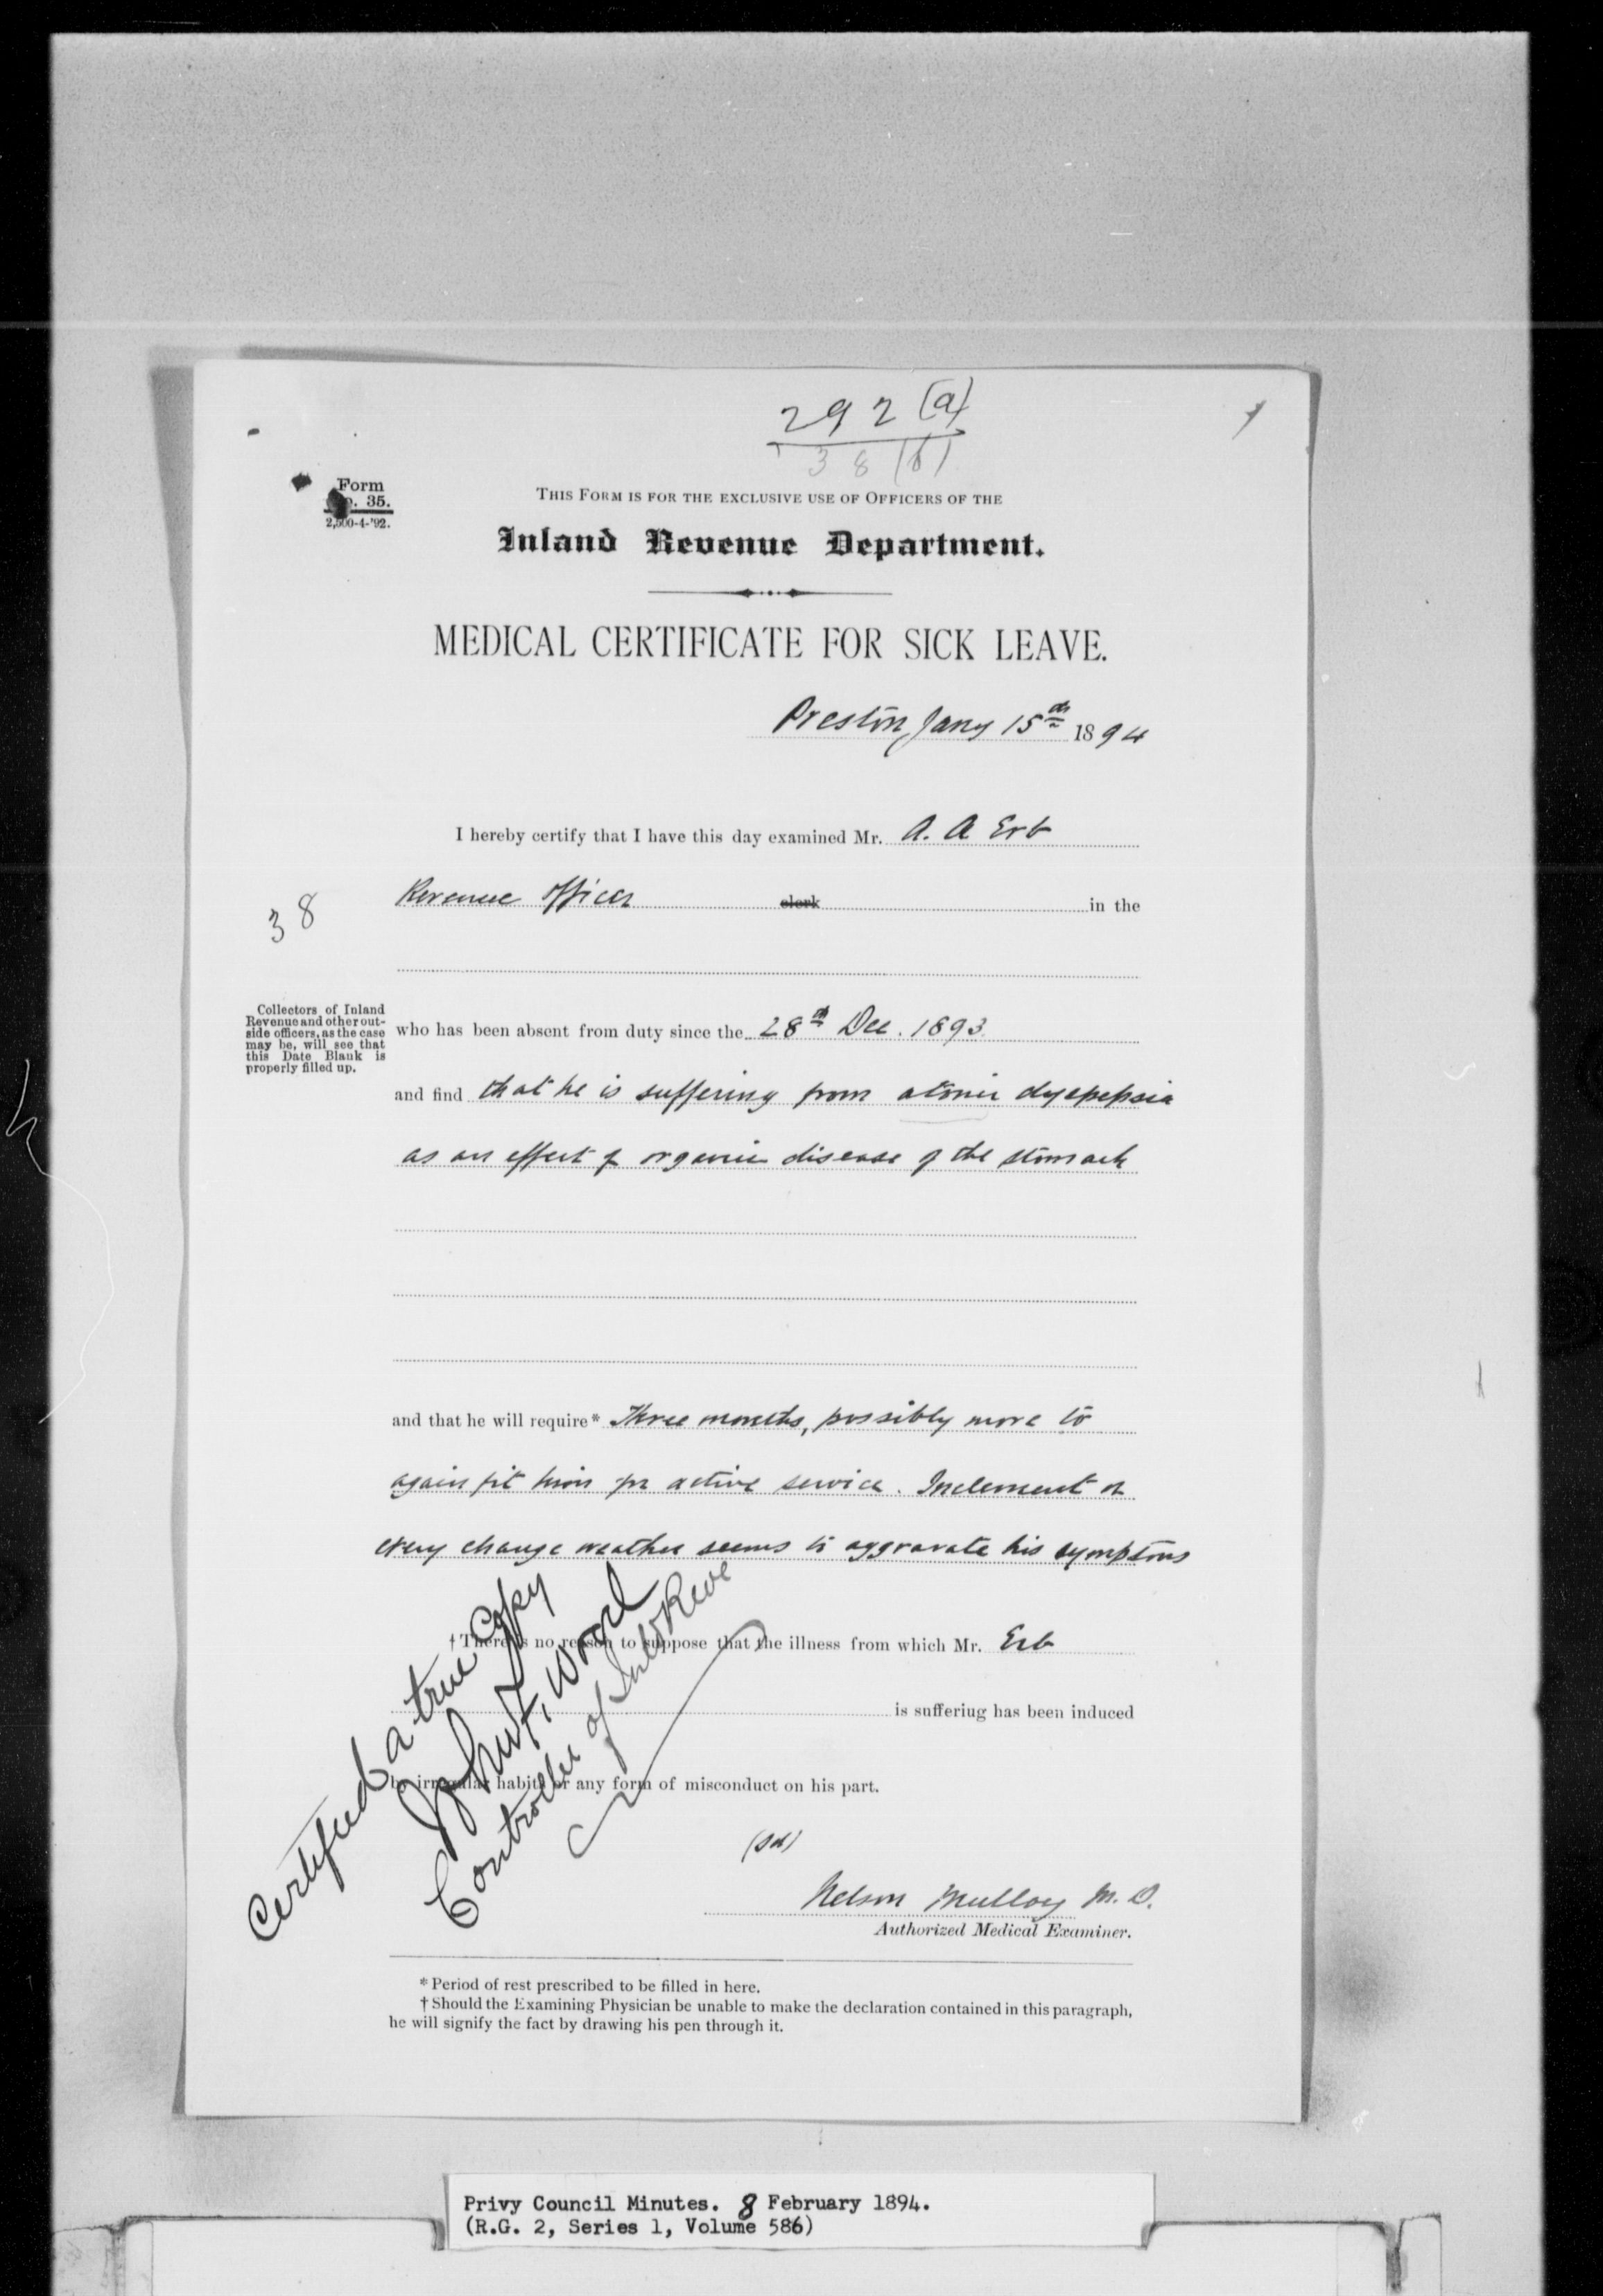 292 (a)
38 (b)
Form
No. 35.
2,500-4-'92.
THIS FORM IS FOR THE EXCLUSIVE USE OF OFFICERS OF THE
Inland Revenue Department.
MEDICAL CERTIFICATE FOR SICK LEAVE.
Preston, Jany 15th 1894
I hereby certify that I have this day examined Mr. A. A Erb
Revenue Officer clerk in the
38
Collectors of Inland
Revenue and other out-
side officers, as the case
may be, will see that
this Date Blank is
properly filled up.
who has been absent from duty since the 28th Dec. 1893
and find that he is suffering from atonic dyspepsia
as an effect of organic disease of the stomach
and that he will require* Three months, possibly more to
again fit him for active service. Inclement or
every change weather seems to aggravate his symptoms
† There is no reason to suppose that the illness from which Mr. Erb
is sufferiug has been induced
by irregular habits or any form of misconduct on his part.
Certified a true Copy
John F. Wood
Controller of Inld Reve
(sd)
Nelson Mulloy M. D.
Authorized Medical Examiner.
* Period of rest prescribed to be filled in here.
† Should the Examining Physician be unable to make the declaration contained in this paragraph,
he will signify the fact by drawing his pen through it.
Privy Council Minutes. 8 February 1894.
(R.G. 2, Series 1, Volume 586)